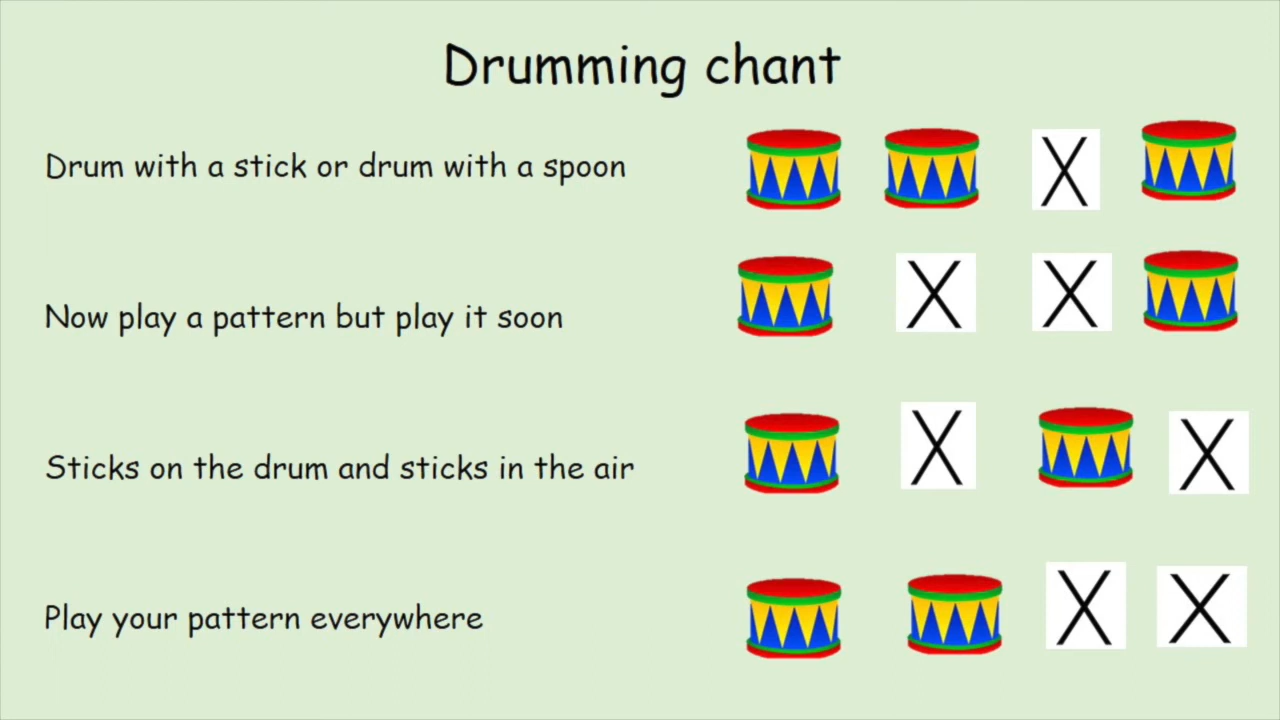 Drumming chant
Drum with a stick or drum with a spoon
X
Now play a pattern but play it soon
X X
Sticks on the drum and sticks in the air
X X
Play your pattern everywhere
X X